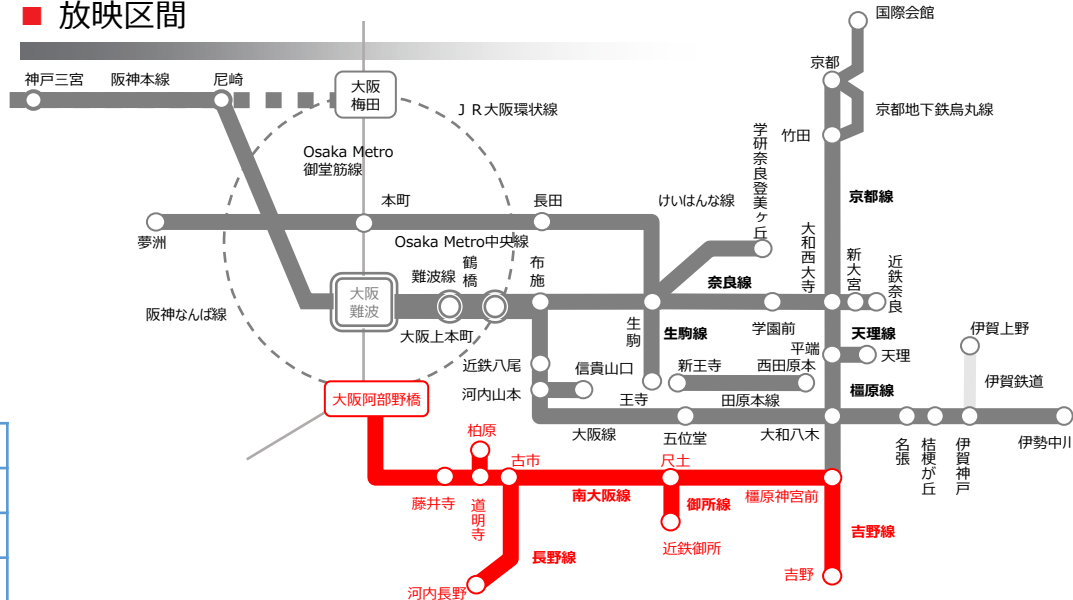 ■ 放映区間
国際会館
京都
神戸三宮
阪神本線
尼崎
大阪
梅田
ＪＲ大阪環状線
京都地下鉄烏丸線
竹田
学研奈良登美ヶ丘
Osaka Metro
御堂筋線
本町
長田
けいはんな線
京都線
夢洲
Osaka Metro中央線
大和西大寺
新大宮
近鉄奈良
難波線
鶴橋
布施
奈良線
大阪
難波
阪神なんば線
大阪上本町
生駒
生駒線
学園前
天理線
伊賀上野
平端
天理
近鉄八尾
信貴山口
新王寺
西田原本
河内山本
王寺
田原本線
橿原線
伊賀鉄道
大阪阿部野橋
大阪線
五位堂
大和八木
名張
桔梗が丘
伊賀神戸
伊勢中川
柏原
古市
尺土
藤井寺
道明寺
南大阪線
御所線
橿原神宮前
近鉄御所
吉野線
長野線
河内長野
吉野